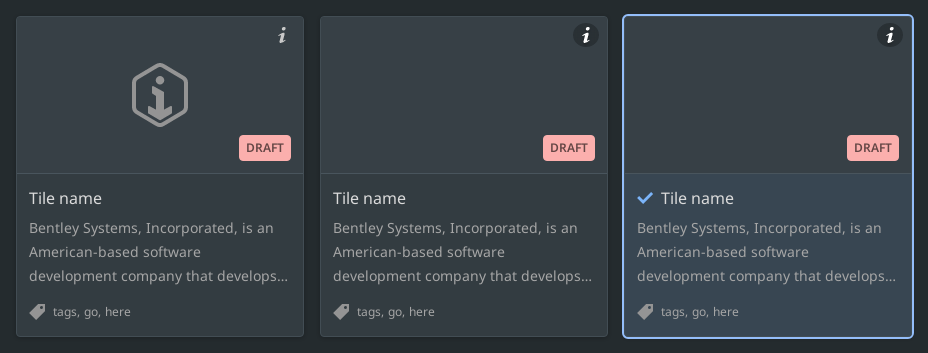 DRAFT
Tile name
Bentley Systems, Incorporated, is an
American-based software
development company that develops...
tags, go, here
DRAFT
Tile name
Bentley Systems, Incorporated, is an
American-based software
development company that develops...
tags, go, here
DRAFT
Tile name
Bentley Systems, Incorporated, is an
American-based software
development company that develops...
tags, go, here